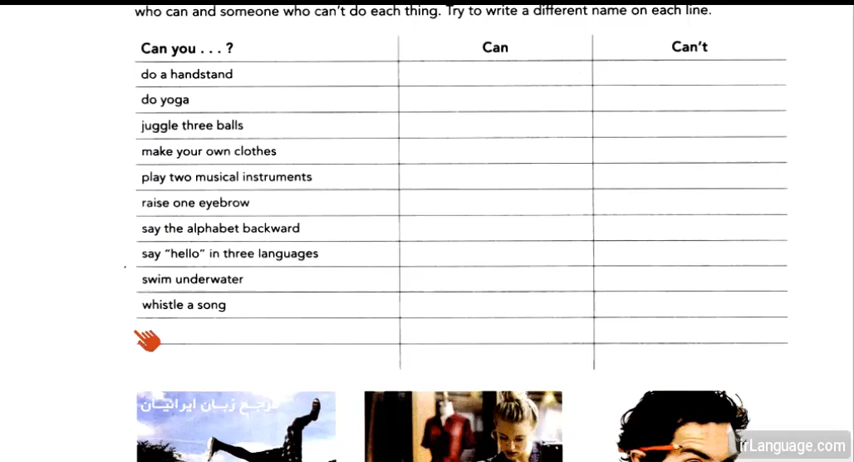 who can and someone who can't do each thing. Try to write a different name on each line.
Can you . . . ? Can Can't
do a handstand
do yoga
juggle three balls
make your own clothes
play two musical instruments
raise one eyebrow
say the alphabet backward
say "hello" in three languages
swim underwater
whistle a song
مرجع زبان ایرانیان
irLanguage.com